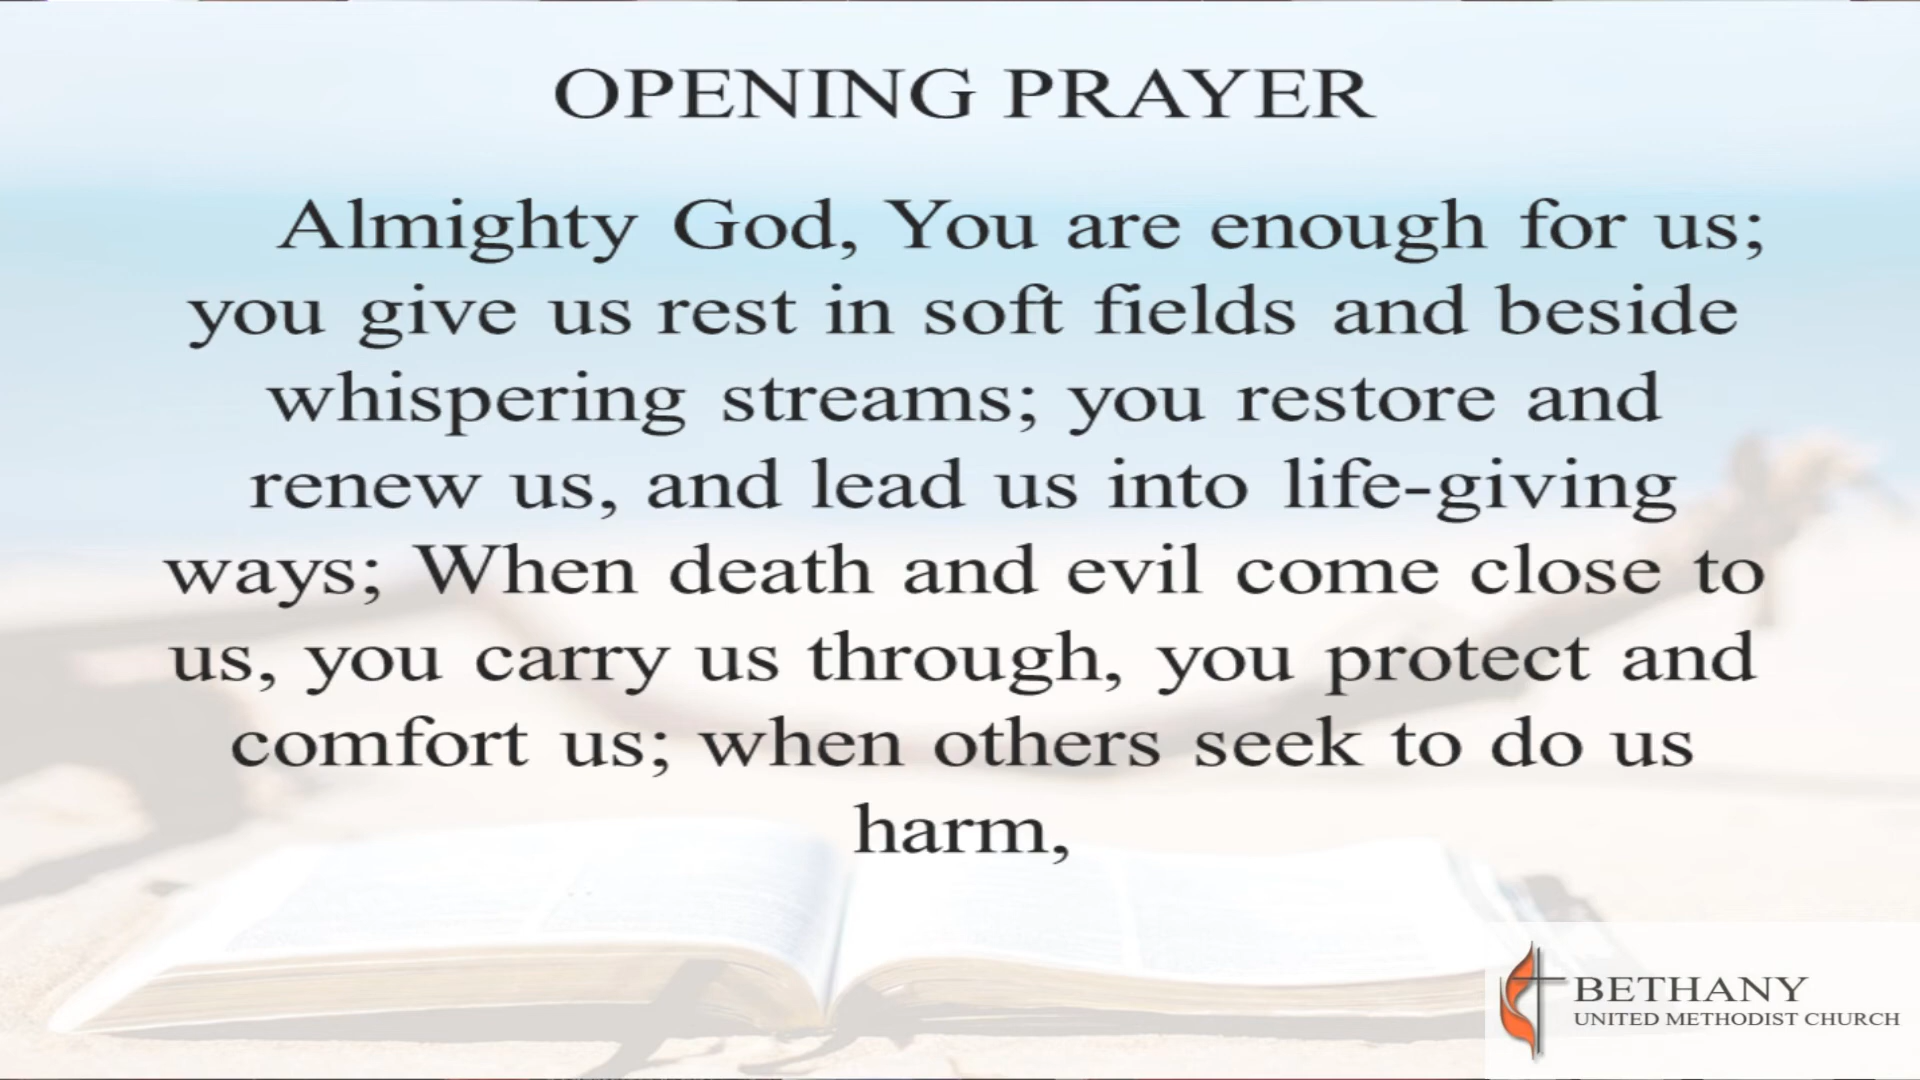 OPENING PRAYER
Almighty God, You are enough for us;
you give us rest in soft fields and beside
whispering streams; you restore and
renew us, and lead us into life-giving
ways; When death and evil come close to
us, you carry us through, you protect and
comfort us; when others seek to do us
harm,
BETHANY
UNITED METHODIST CHURCH